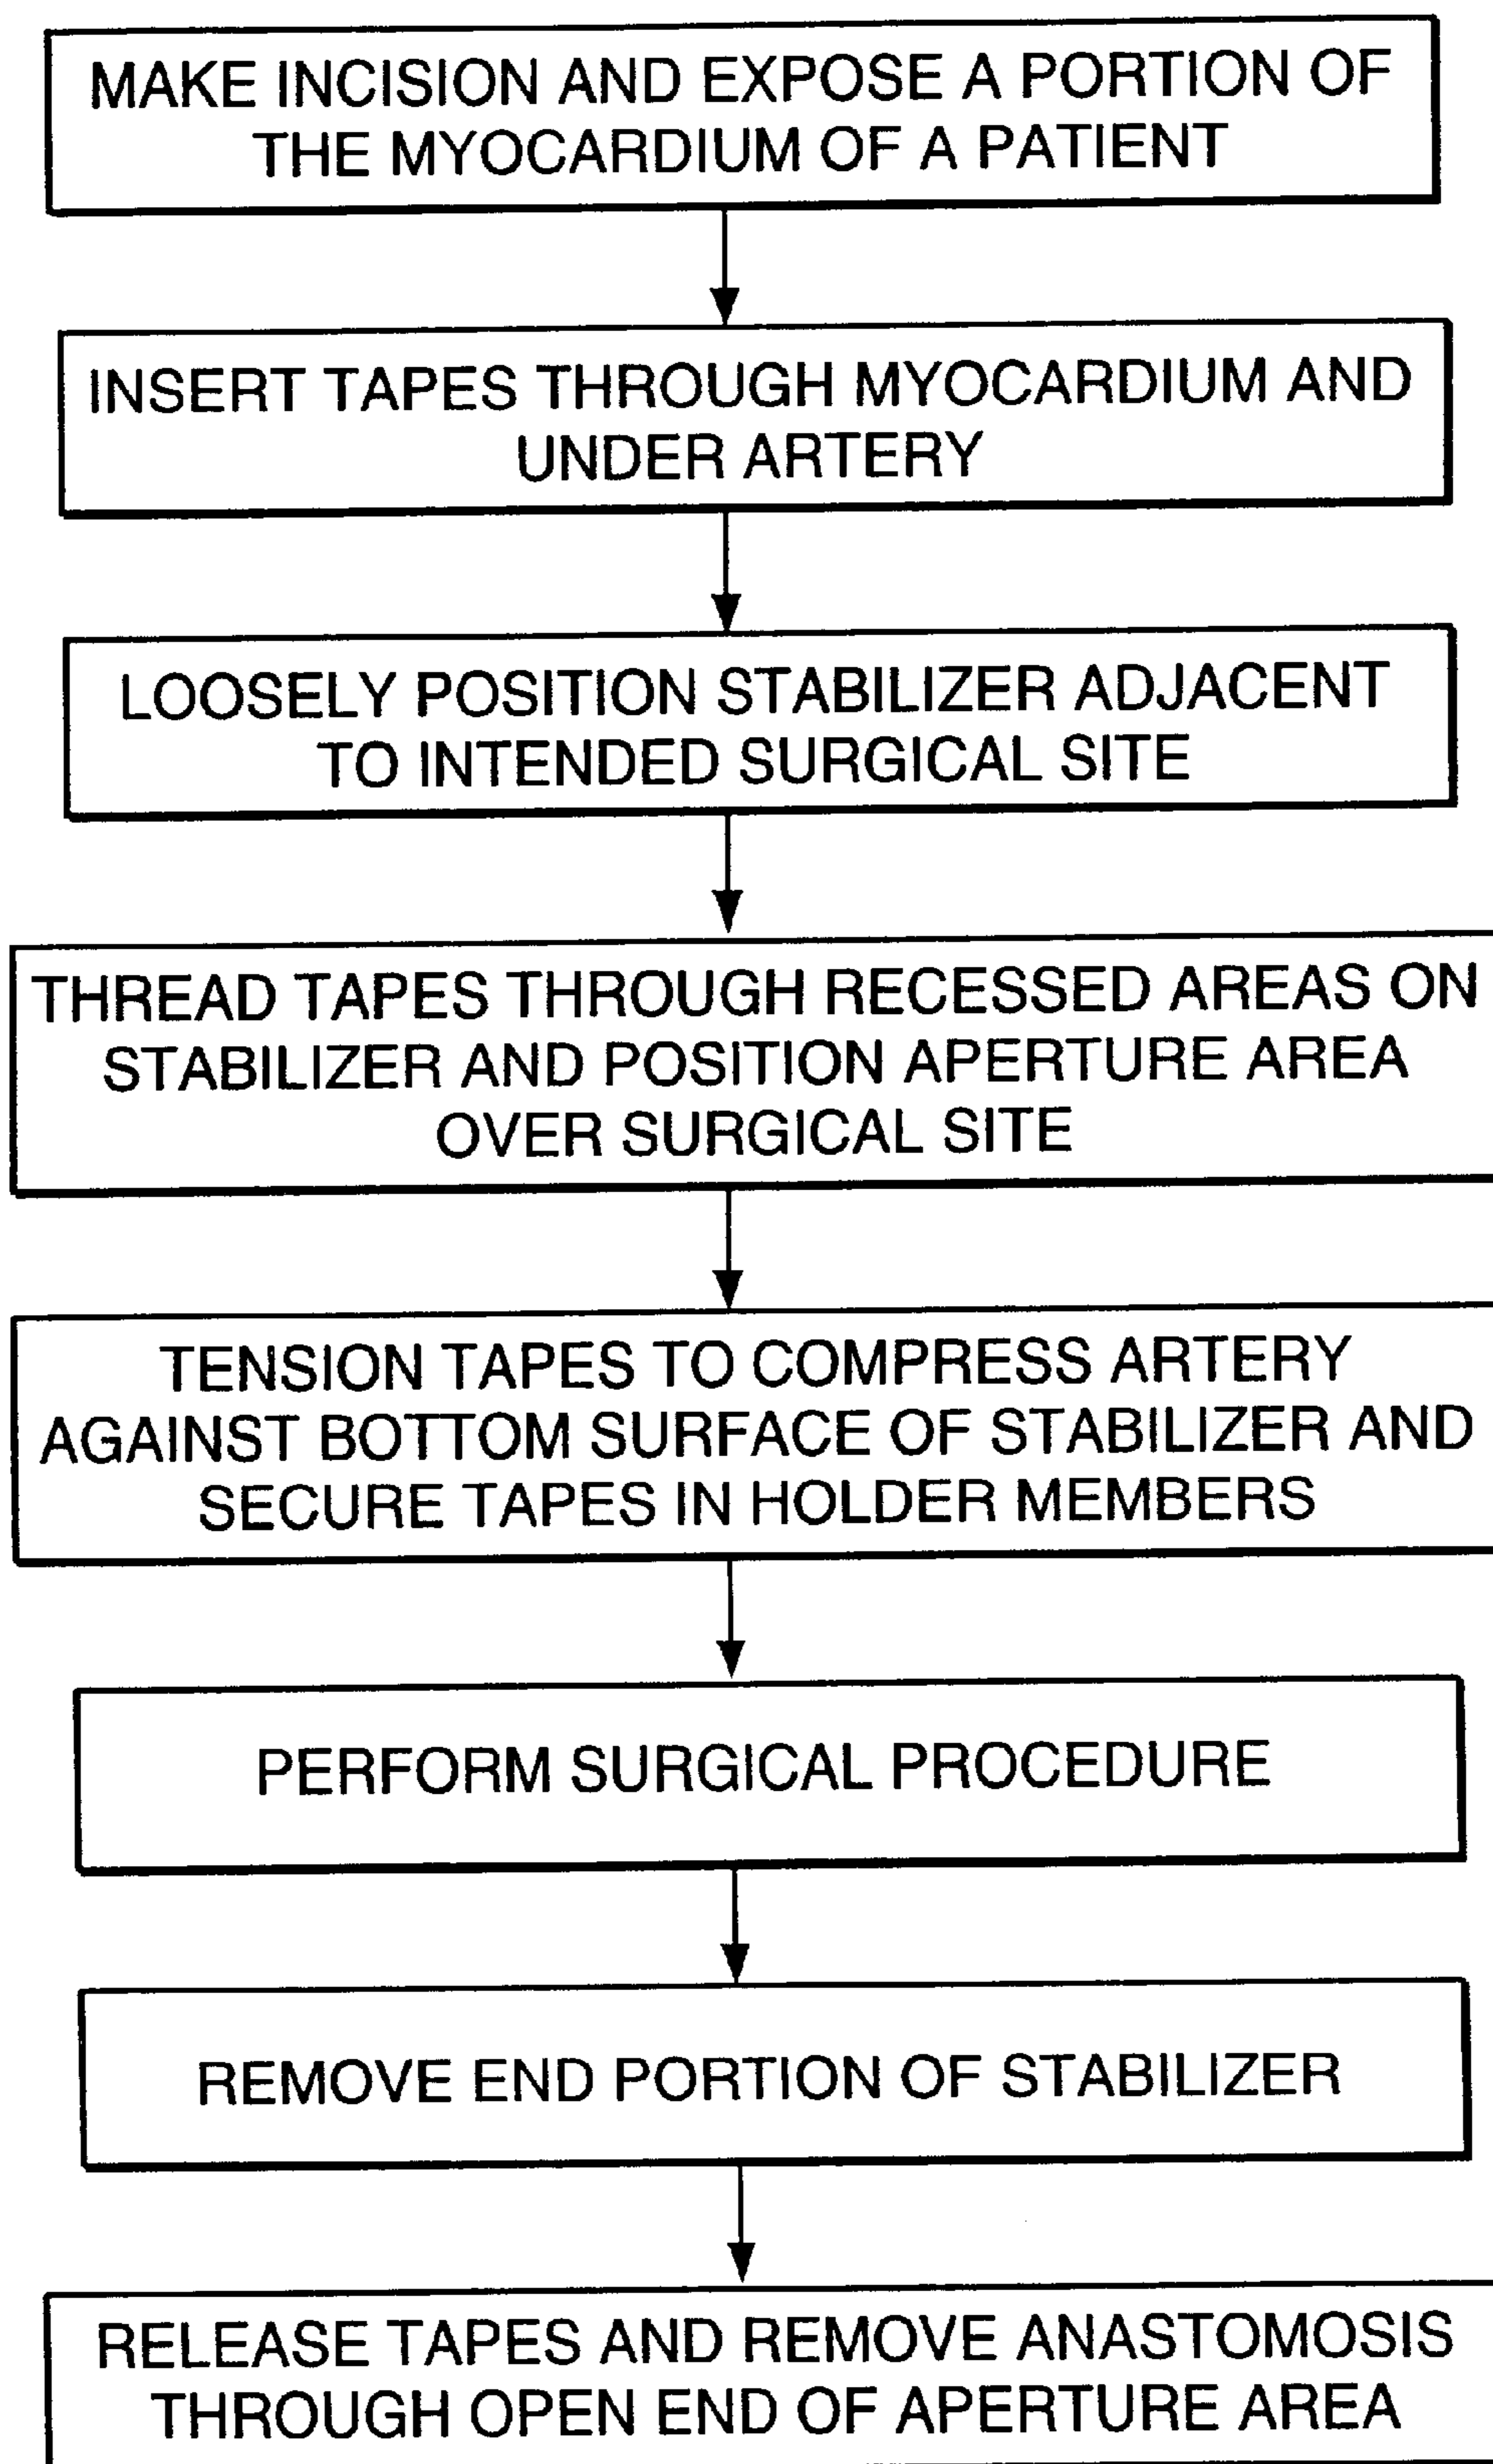 MAKE INCISION AND EXPOSE A PORTION OF
THE MYOCARDIUM OF A PATIENT
INSERT TAPES THROUGH MYOCARDIUM AND
UNDER ARTERY
LOOSELY POSITION STABILIZER ADJACENT
TO INTENDED SURGICAL SITE
THREAD TAPES THROUGH RECESSED AREAS ON
STABILIZER AND POSITION APERTURE AREA
OVER SURGICAL SITE
TENSION TAPES TO COMPRESS ARTERY
AGAINST BOTTOM SURFACE OF STABILIZER AND
SECURE TAPES IN HOLDER MEMBERS
PERFORM SURGICAL PROCEDURE
REMOVE END PORTION OF STABILIZER
RELEASE TAPES AND REMOVE ANASTOMOSIS
THROUGH OPEN END OF APERTURE AREA